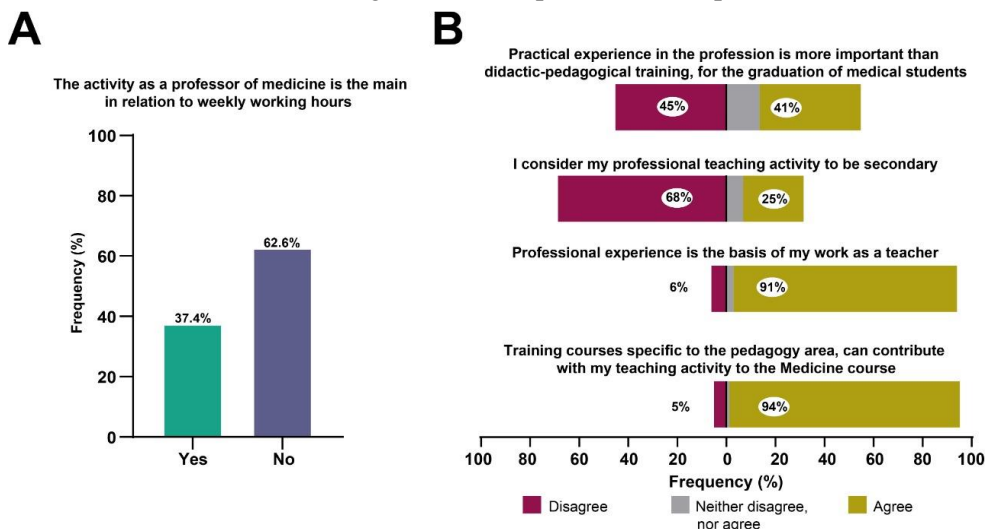 A
The activity as a professor of medicine is the main
in relation to weekly working hours
Frequency (%)
100
80
60
40
20
0
37.4%
62.6%
Yes
No
B
Practical experience in the profession is more important than
didactic-pedagogical training, for the graduation of medical students
45%
41%
I consider my professional teaching activity to be secondary
68%
25%
Professional experience is the basis of my work as a teacher
6%
91%
Training courses specific to the pedagogy area, can contribute
with my teaching activity to the Medicine course
5%
94%
100 80 60 40 20 0 20 40 60 80 100
Frequency (%)
Disagree
Neither disagree,
nor agree
Agree